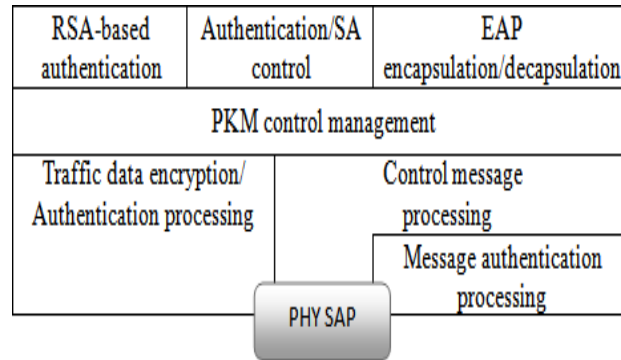 RSA-based
authentication
Authentication/SA
control
EAP
encapsulation/decapsulation
PKM control management
Traffic data encryption/
Authentication processing
Control message
processing
Message authentication
processing
PHY SAP